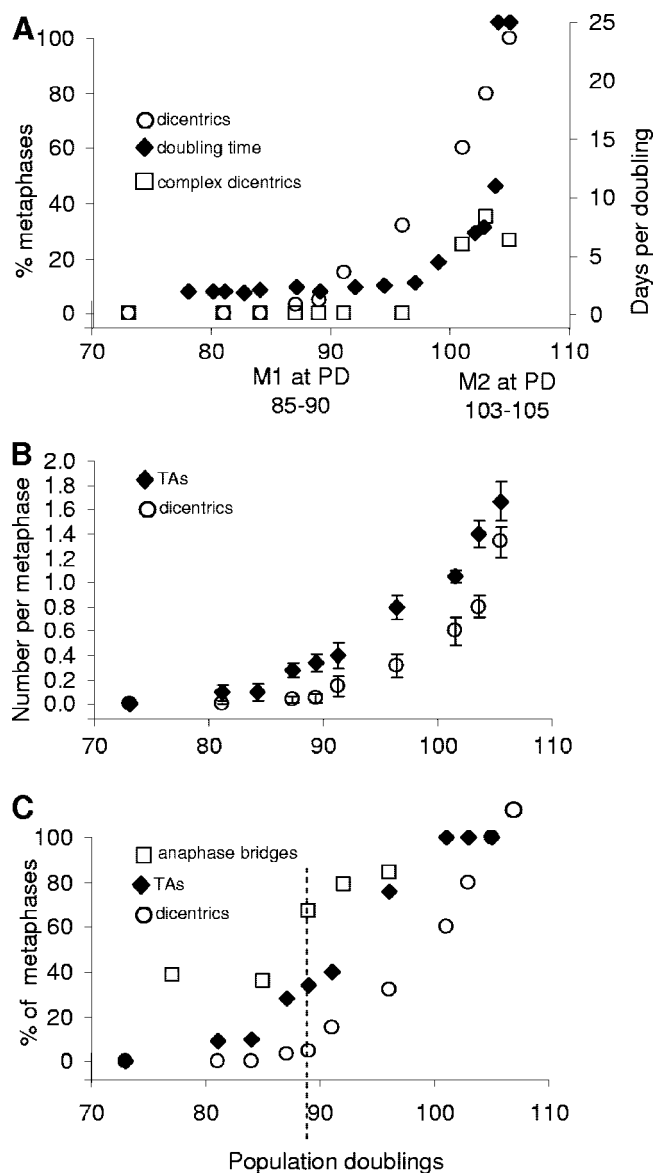 A
100
80
60
40
20
0
% metaphases
dicentrics
doubling time
complex dicentrics
25
20
15
10
5
0
Days per doubling
70 80 90 100 110
M1 at PD
85-90
M2 at PD
103-105
B
2.0
1.8
1.6
1.4
1.2
1.0
0.8
0.6
0.4
0.2
0.0
Number per metaphase
TAs
dicentrics
70 80 90 100 110
C
100
80
60
40
20
0
% of metaphases
anaphase bridges
TAs
dicentrics
70 80 90 100 110
Population doublings